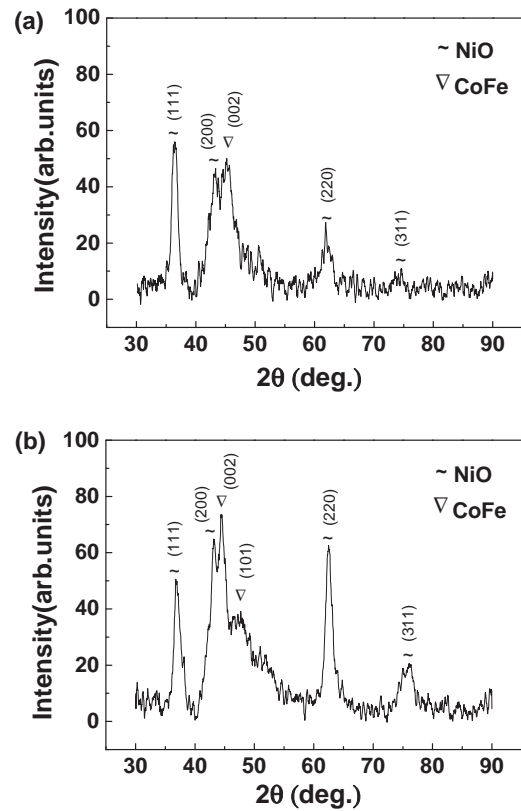 (a)
100
80
60
40
20
0
Intensity(arb.units)
~ NiO
∇ CoFe
~ (111)
~ (200)
∇ (002)
~ (220)
~ (311)
30 40 50 60 70 80 90
2θ (deg.)
(b)
100
80
60
40
20
0
Intensity(arb.units)
~ NiO
∇ CoFe
~ (111)
~ (200)
∇ (002)
∇ (101)
~ (220)
~ (311)
30 40 50 60 70 80 90
2θ (deg.)